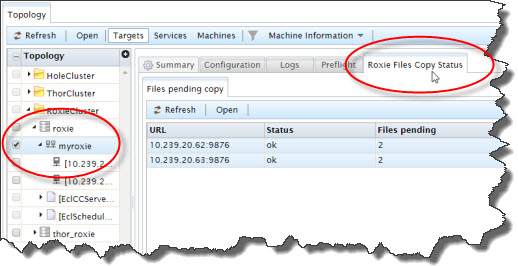 Topology
Refresh Open Targets Services Machines Machine Information
Topology
HoleCluster
ThorCluster
RoxieCluster
roxie
myroxie
[10.239.2...
[10.239.2...
[EclCCServe...
[EclSchedul...
thor_roxie
Summary Configuration Logs Preflight Roxie Files Copy Status
Files pending copy
Refresh Open
URL Status Files pending
10.239.20.62:9876 ok 2
10.239.20.63:9876 ok 2